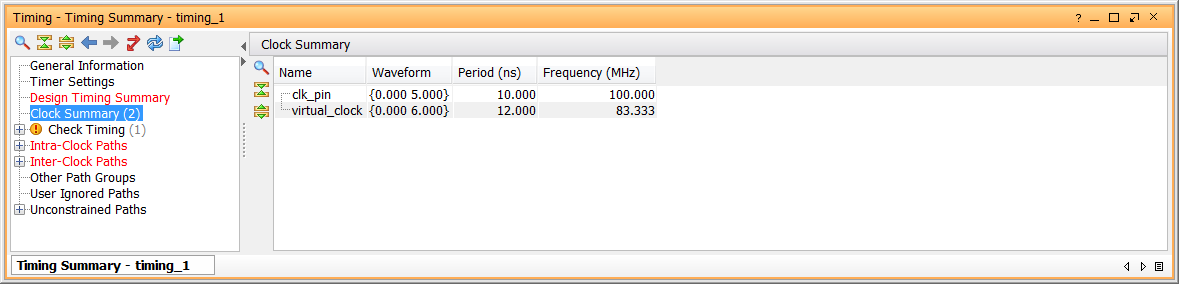 Timing - Timing Summary - timing_1
?
Clock Summary
General Information
Timer Settings
Design Timing Summary
Clock Summary (2)
Check Timing (1)
Intra-Clock Paths
Inter-Clock Paths
Other Path Groups
User Ignored Paths
Unconstrained Paths
Name Waveform Period (ns) Frequency (MHz)
clk_pin {0.000 5.000} 10.000 100.000
virtual_clock {0.000 6.000} 12.000 83.333
Timing Summary - timing_1